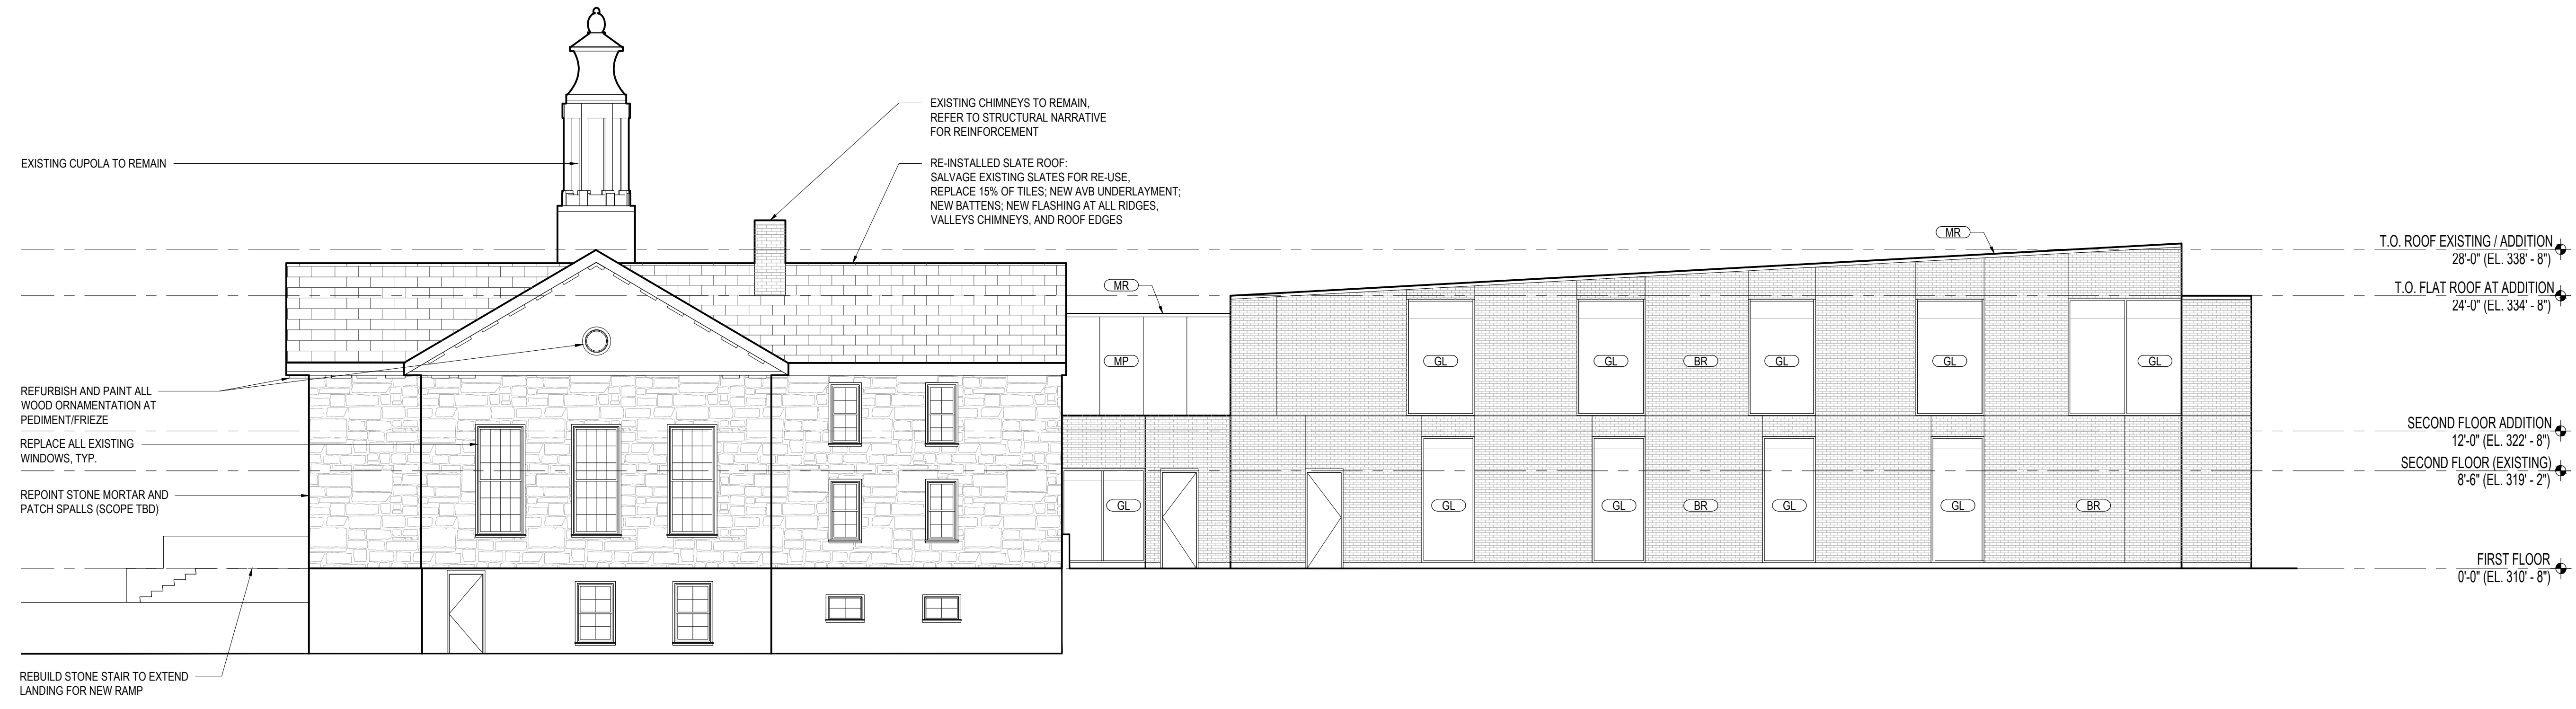 EXISTING CHIMNEYS TO REMAIN,
REFER TO STRUCTURAL NARRATIVE
FOR REINFORCEMENT
EXISTING CUPOLA TO REMAIN
RE-INSTALLED SLATE ROOF:
SALVAGE EXISTING SLATES FOR RE-USE,
REPLACE 15% OF TILES; NEW AVB UNDERLAYMENT;
NEW BATTENS; NEW FLASHING AT ALL RIDGES,
VALLEYS CHIMNEYS, AND ROOF EDGES
MR
T.O. ROOF EXISTING / ADDITION
28'-0" (EL. 338' - 8")
MR
T.O. FLAT ROOF AT ADDITION
24'-0" (EL. 334' - 8")
MP
GL
GL
BR
GL
GL
GL
REFURBISH AND PAINT ALL
WOOD ORNAMENTATION AT
PEDIMENT/FRIEZE
SECOND FLOOR ADDITION
12'-0" (EL. 322' - 8")
REPLACE ALL EXISTING
WINDOWS, TYP.
SECOND FLOOR (EXISTING)
8'-6" (EL. 319' - 2")
REPOINT STONE MORTAR AND
PATCH SPALLS (SCOPE TBD)
GL
GL
GL
BR
GL
GL
BR
FIRST FLOOR
0'-0" (EL. 310' - 8")
REBUILD STONE STAIR TO EXTEND
LANDING FOR NEW RAMP